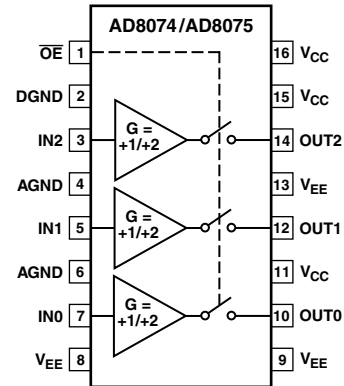 AD8074/AD8075
OE 1 16 VCC
DGND 2 15 VCC
G =
+1/+2
IN2 3 14 OUT2
AGND 4 13 VEE
G =
+1/+2
IN1 5 12 OUT1
AGND 6 11 VCC
G =
+1/+2
IN0 7 10 OUT0
VEE 8 9 VEE